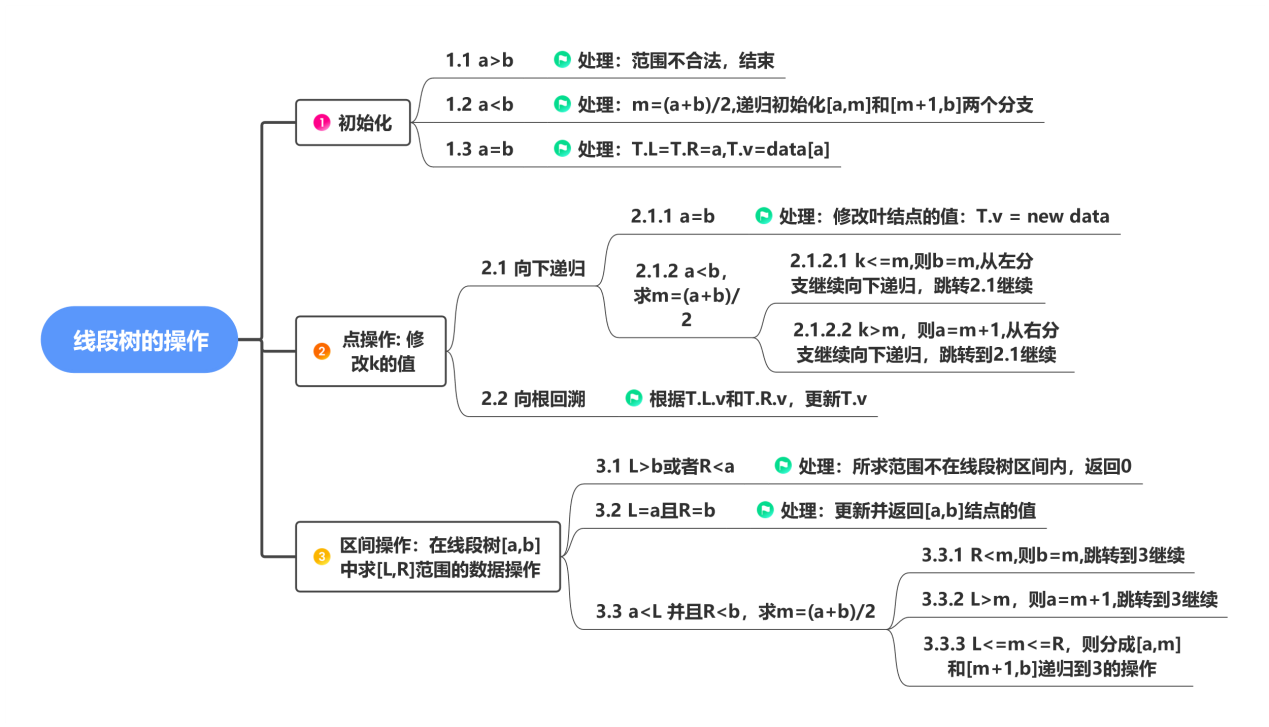 线段树的操作
1 初始化
1.1 a>b 处理：范围不合法，结束
1.2 a<b 处理：m=(a+b)/2,递归初始化[a,m]和[m+1,b]两个分支
1.3 a=b 处理：T.L=T.R=a,T.v=data[a]
2 点操作: 修
改k的值
2.1 向下递归
2.1.1 a=b 处理：修改叶结点的值：T.v = new data
2.1.2 a<b，
求m=(a+b)/
2
2.1.2.1 k<=m,则b=m,从左分
支继续向下递归，跳转2.1继续
2.1.2.2 k>m，则a=m+1,从右分
支继续向下递归，跳转到2.1继续
2.2 向根回溯 根据T.L.v和T.R.v，更新T.v
3 区间操作：在线段树[a,b]
中求[L,R]范围的数据操作
3.1 L>b或者R<a 处理：所求范围不在线段树区间内，返回0
3.2 L=a且R=b 处理：更新并返回[a,b]结点的值
3.3 a<L 并且R<b，求m=(a+b)/2
3.3.1 R<m,则b=m,跳转到3继续
3.3.2 L>m，则a=m+1,跳转到3继续
3.3.3 L<=m<=R，则分成[a,m]
和[m+1,b]递归到3的操作